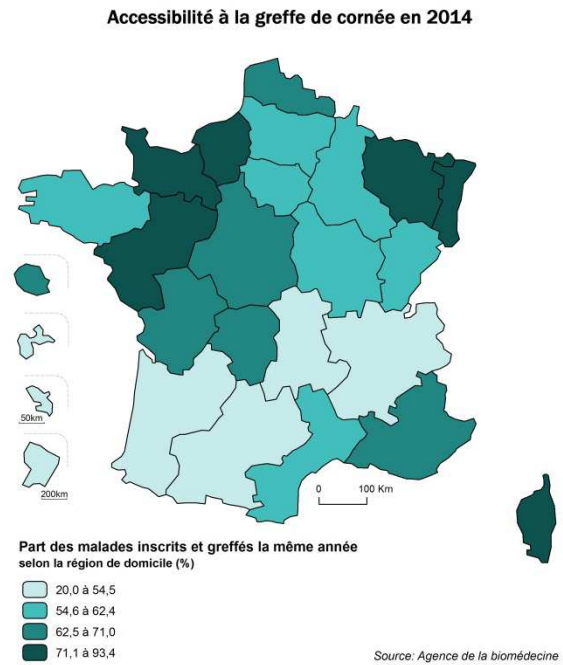 Accessibilité à la greffe de cornée en 2014
50km
200km
0 100 Km
Part des malades inscrits et greffés la même année
selon la région de domicile (%)
20,0 à 54,5
54,6 à 62,4
62,5 à 71,0
71,1 à 93,4
Source: Agence de la biomédecine